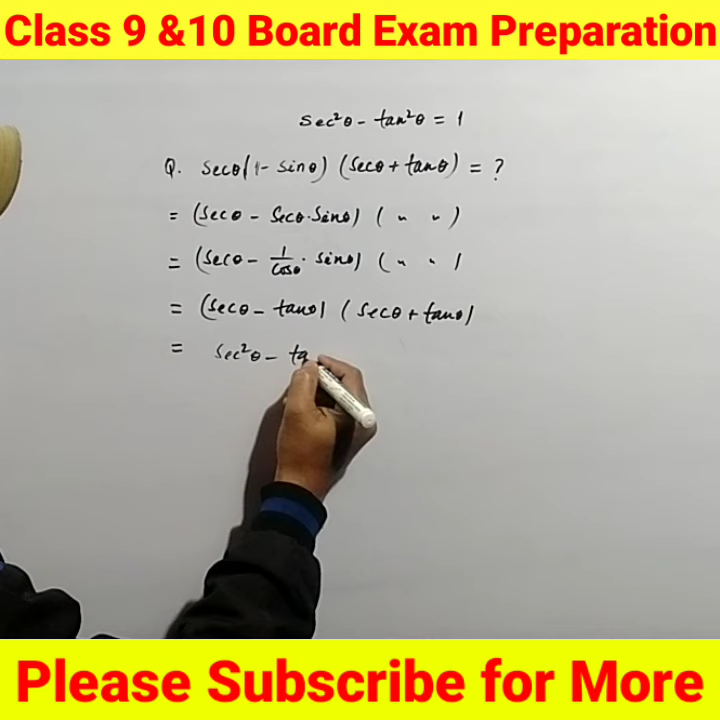 Class 9 &10 Board Exam Preparation
sec²θ - tan²θ = 1
Q. secθ(1 - sinθ) (secθ + tanθ) = ?
= (secθ - secθ·sinθ) ( " " )
= (secθ - 1/cosθ · sinθ) ( " " )
= (secθ - tanθ) (secθ + tanθ)
= sec²θ - ta
Please Subscribe for More